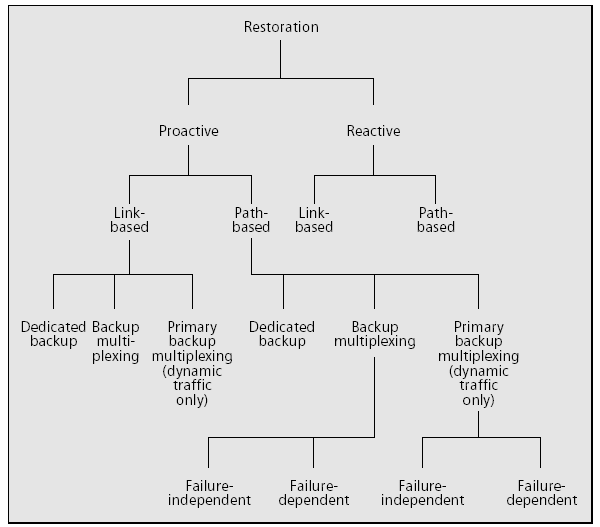 Restoration
Proactive
Reactive
Link-
based
Path-
based
Link-
based
Path-
based
Dedicated
backup
Backup
multi-
plexing
Primary
backup
multiplexing
(dynamic
traffic
only)
Dedicated
backup
Backup
multiplexing
Primary
backup
multiplexing
(dynamic
traffic
only)
Failure-
independent
Failure-
dependent
Failure-
independent
Failure-
dependent